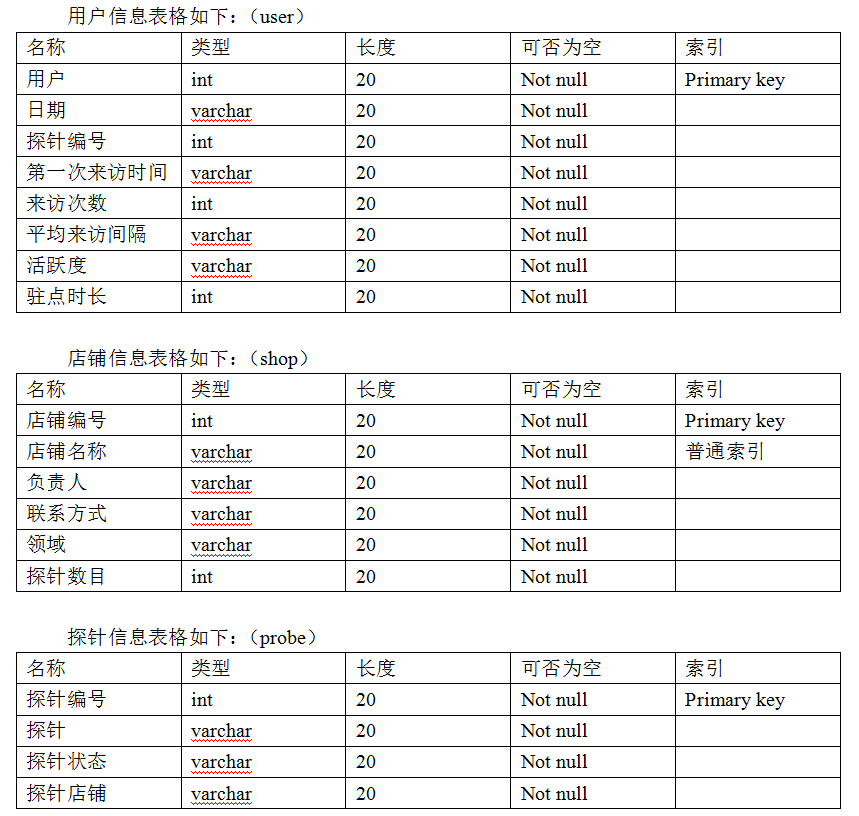 用户信息表格如下：（user）
名称 类型 长度 可否为空 索引
用户 int 20 Not null Primary key
日期 varchar 20 Not null
探针编号 int 20 Not null
第一次来访时间 varchar 20 Not null
来访次数 int 20 Not null
平均来访间隔 varchar 20 Not null
活跃度 varchar 20 Not null
驻点时长 int 20 Not null
店铺信息表格如下：（shop）
名称 类型 长度 可否为空 索引
店铺编号 int 20 Not null Primary key
店铺名称 varchar 20 Not null 普通索引
负责人 varchar 20 Not null
联系方式 varchar 20 Not null
领域 varchar 20 Not null
探针数目 int 20 Not null
探针信息表格如下：（probe）
名称 类型 长度 可否为空 索引
探针编号 int 20 Not null Primary key
探针 varchar 20 Not null
探针状态 varchar 20 Not null
探针店铺 varchar 20 Not null